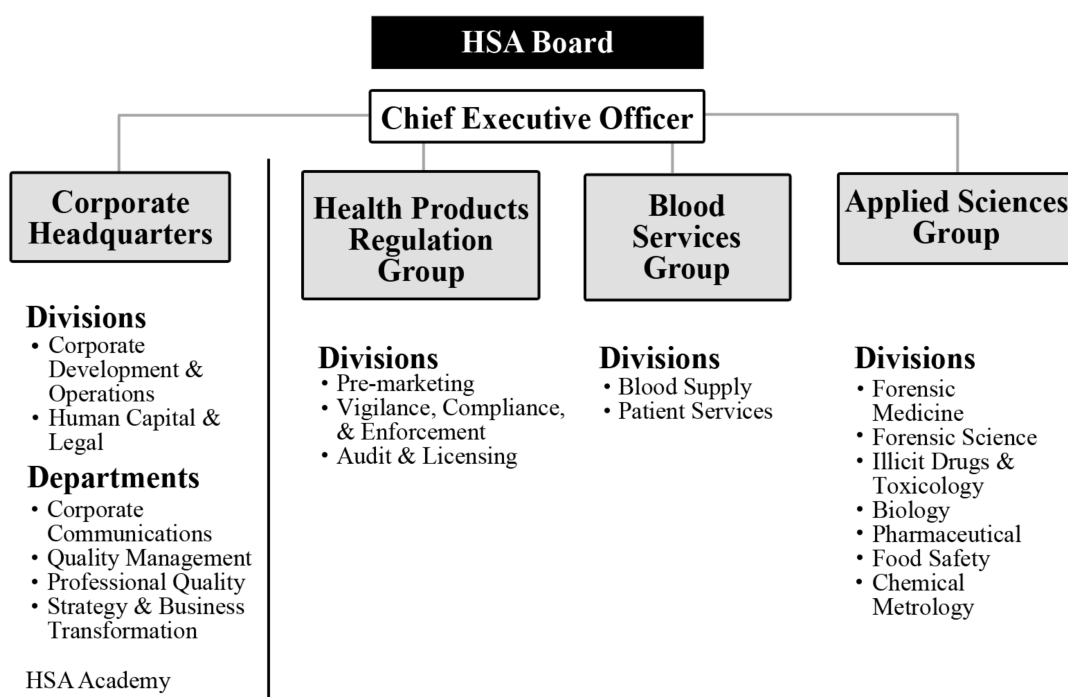 HSA Board
Chief Executive Officer
Corporate
Headquarters
Divisions
• Corporate
Development &
Operations
• Human Capital &
Legal
Departments
• Corporate
Communications
• Quality Management
• Professional Quality
• Strategy & Business
Transformation
HSA Academy
Health Products
Regulation
Group
Divisions
• Pre-marketing
• Vigilance, Compliance,
& Enforcement
• Audit & Licensing
Blood
Services
Group
Divisions
• Blood Supply
• Patient Services
Applied Sciences
Group
Divisions
• Forensic
Medicine
• Forensic Science
• Illicit Drugs &
Toxicology
• Biology
• Pharmaceutical
• Food Safety
• Chemical
Metrology